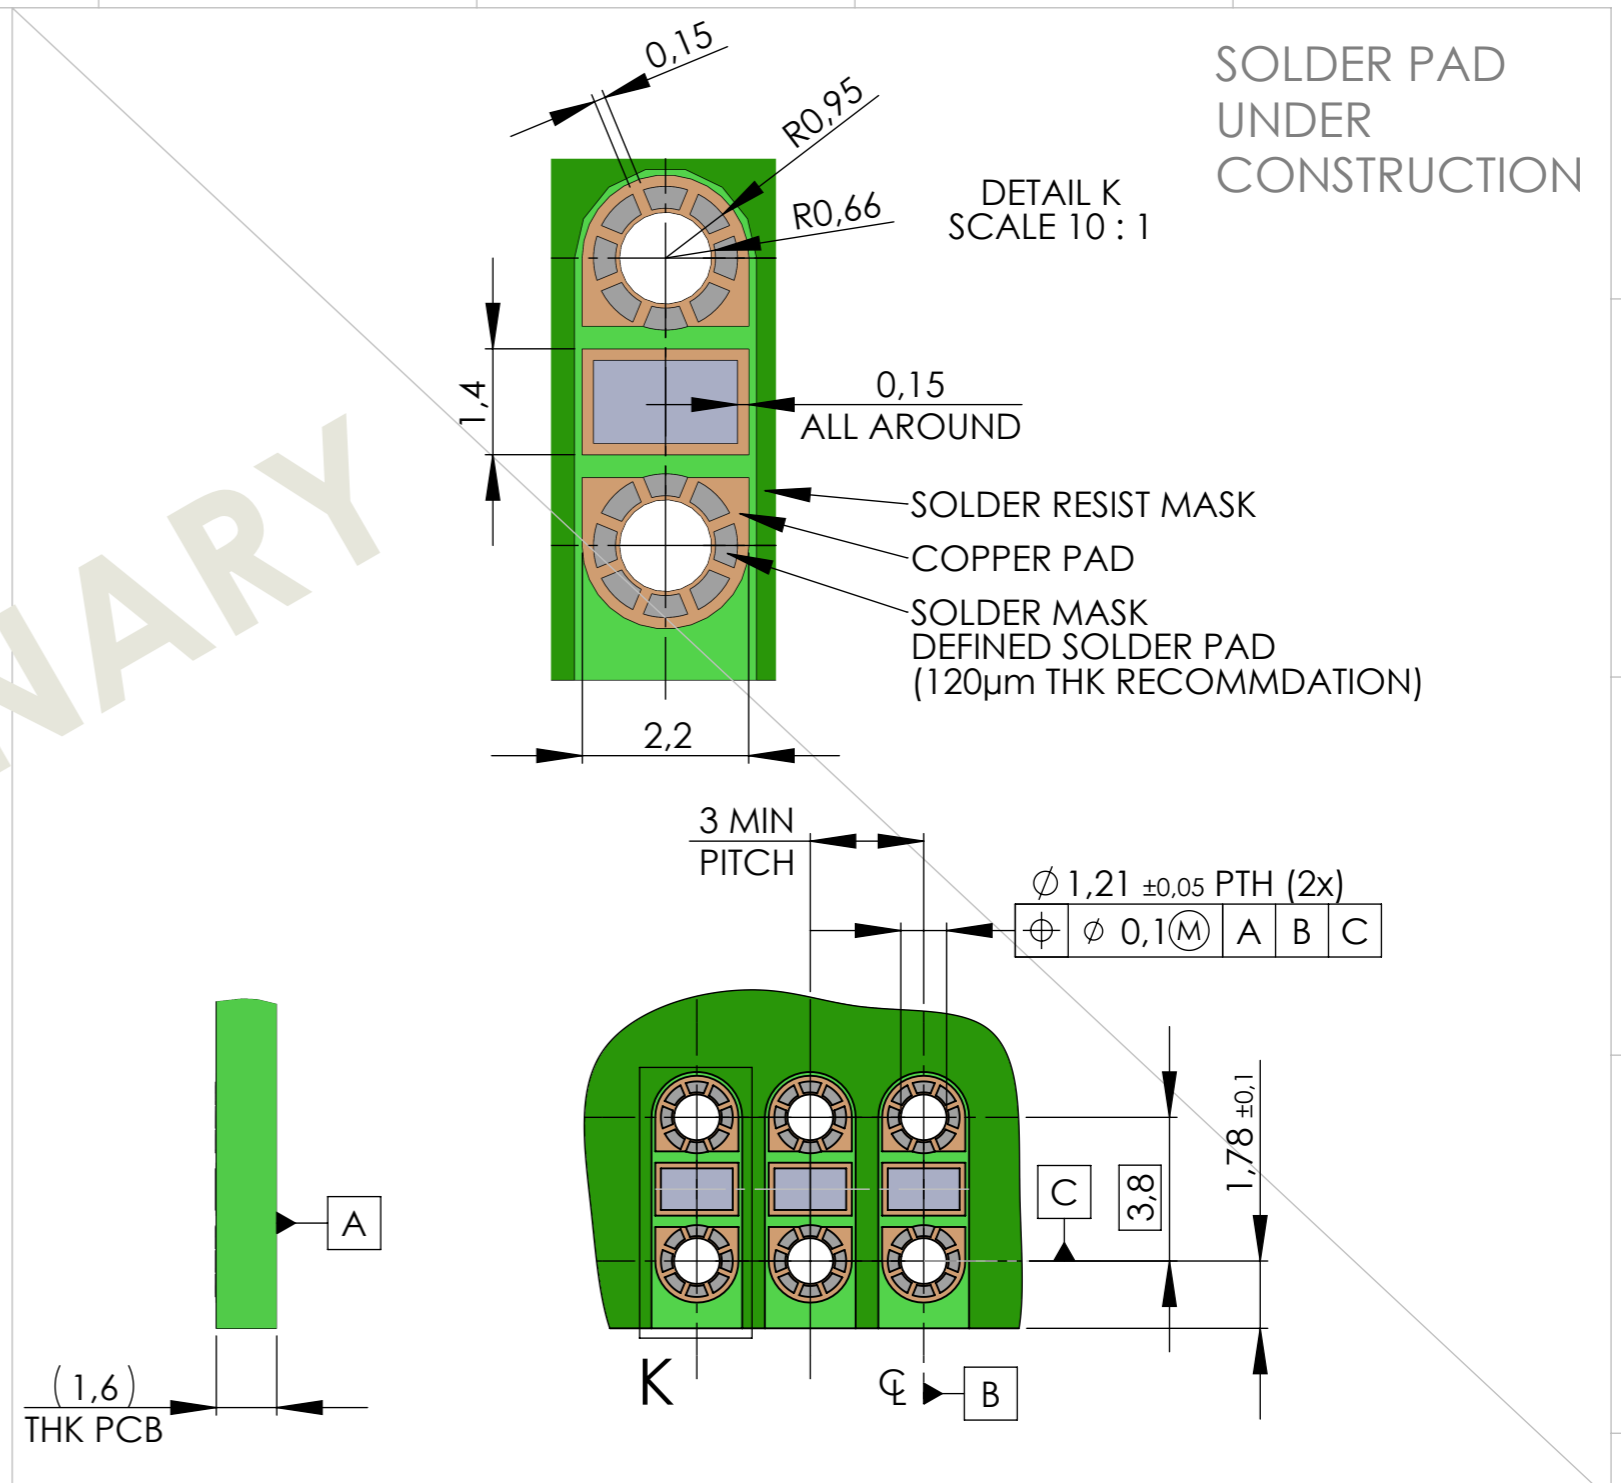 SOLDER PAD
UNDER
CONSTRUCTION
0,15
R0,95
R0,66
DETAIL K
SCALE 10 : 1
1,4
0,15
ALL AROUND
SOLDER RESIST MASK
COPPER PAD
SOLDER MASK
DEFINED SOLDER PAD
(120µm THK RECOMMDATION)
NARY
2,2
3 MIN
PITCH
∅ 1,21 ±0,05 PTH (2x)
⌖ ∅ 0,1Ⓜ A B C
1,78 ±0,1
3,8
C
A
K
℄ B
(1,6)
THK PCB